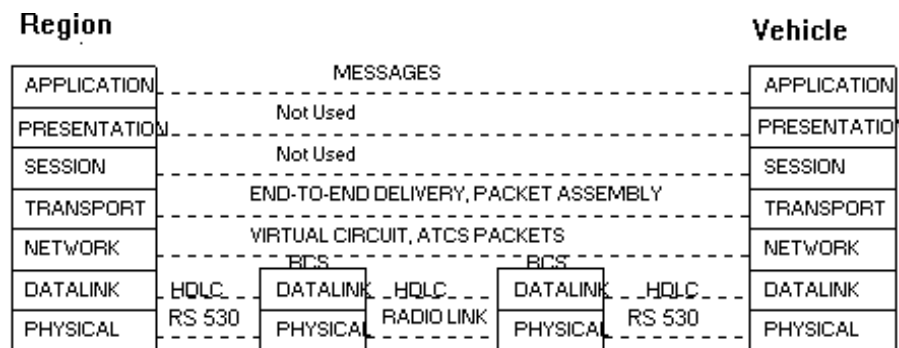 Region Vehicle
APPLICATION MESSAGES APPLICATION
PRESENTATION Not Used PRESENTATION
SESSION Not Used SESSION
TRANSPORT END-TO-END DELIVERY, PACKET ASSEMBLY TRANSPORT
NETWORK VIRTUAL CIRCUIT, ATCS PACKETS NETWORK
BCS BCS
DATALINK HDLC DATALINK HDLC DATALINK HDLC DATALINK
PHYSICAL RS 530 PHYSICAL RADIO LINK PHYSICAL RS 530 PHYSICAL